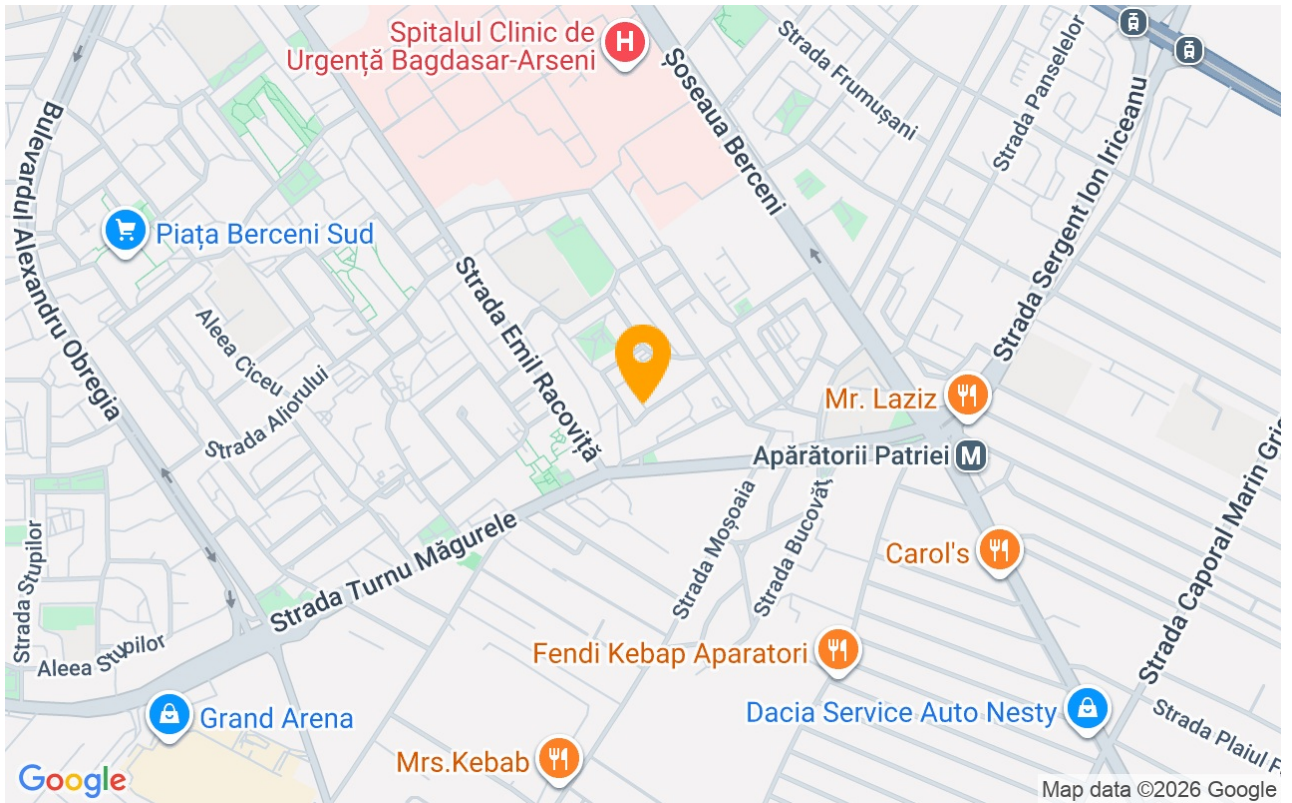 Spitalul Clinic de
Urgență Bagdasar-Arseni
H
Șoseaua Berceni
Strada Frumușani
Strada Panselelor
Strada Sergent Ion Iriceanu
Bulevardul Alexandru Obregia
Piața Berceni Sud
Strada Emil Racoviță
Aleea Ciceu
Strada Aliorului
Mr. Laziz
Apărătorii Patriei
M
Strada Caporal Marin Grig
Strada Turnu Măgurele
Strada Moșoaia
Strada Bucovăț
Carol's
Strada Stupilor
Aleea Stupilor
Fendi Kebap Aparatori
Grand Arena
Dacia Service Auto Nesty
Strada Plaiul F
Mrs.Kebab
Google
Map data ©2026 Google